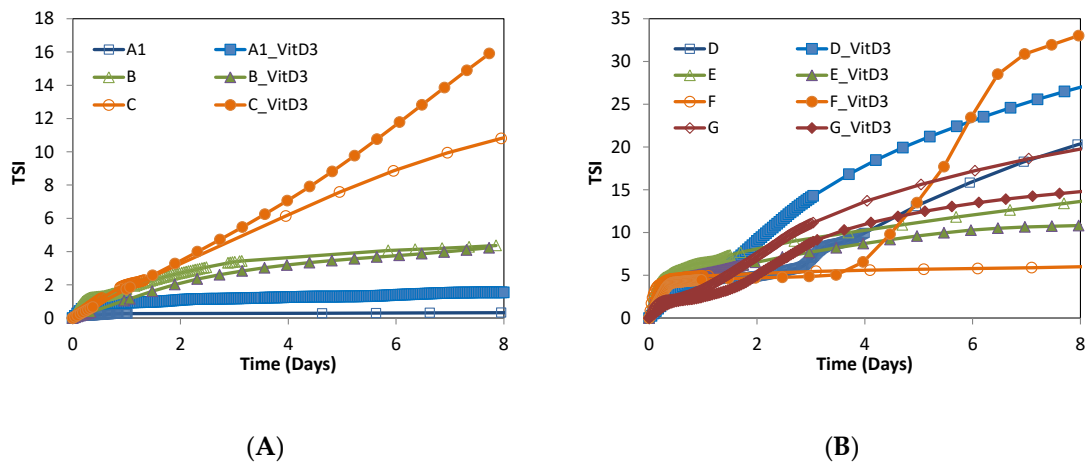 18
16
14
12
10
8
6
4
2
0
TSI
A1
A1_VitD3
B
B_VitD3
C
C_VitD3
0 2 4 6 8
Time (Days)
(A)
35
30
25
20
15
10
5
0
TSI
D
D_VitD3
E
E_VitD3
F
F_VitD3
G
G_VitD3
0 2 4 6 8
Time (Days)
(B)